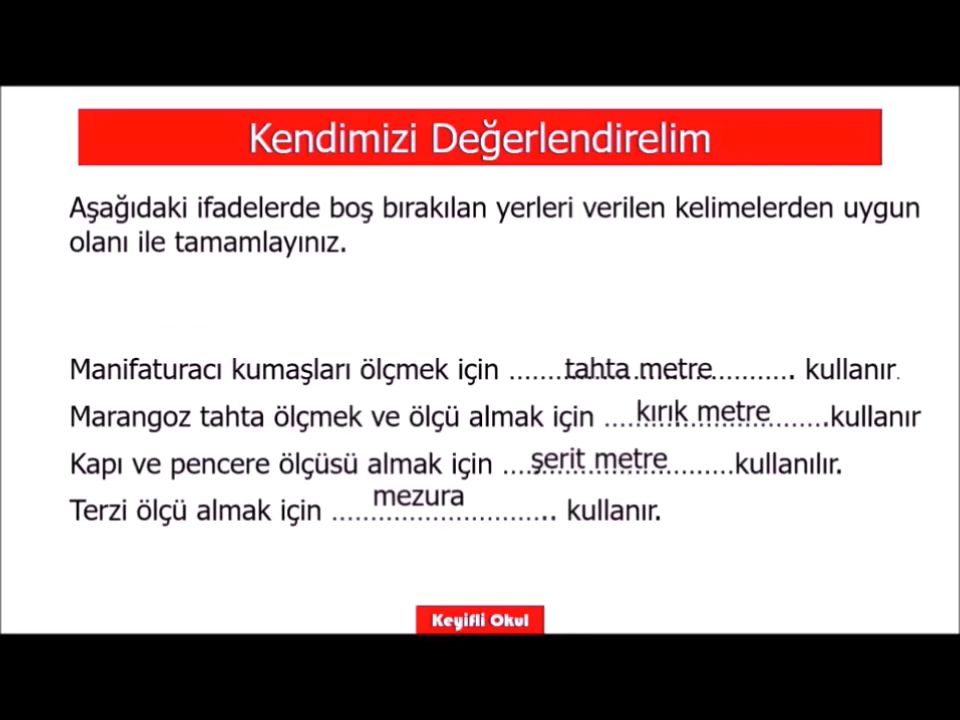 Kendimizi Değerlendirelim
Aşağıdaki ifadelerde boş bırakılan yerleri verilen kelimelerden uygun
olanı ile tamamlayınız.
Manifaturacı kumaşları ölçmek için ......tahta metre........... kullanır.
Marangoz tahta ölçmek ve ölçü almak için .....kırık metre.......kullanır
Kapı ve pencere ölçüsü almak için ....şerit metre.........kullanılır.
Terzi ölçü almak için ......mezura........... kullanır.
Keyifli Okul